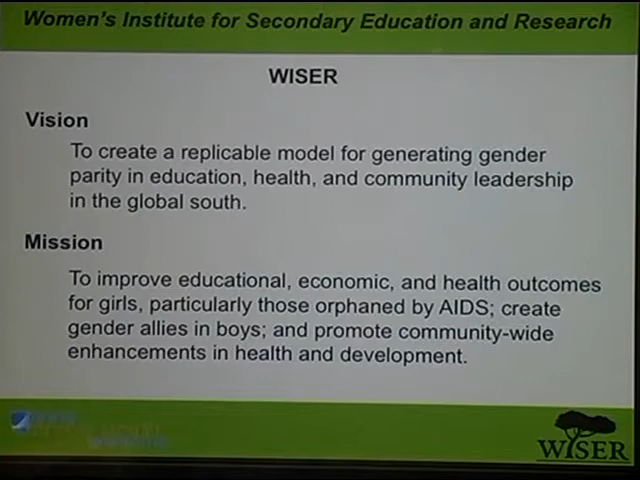 Women's Institute for Secondary Education and Research
WISER
Vision
To create a replicable model for generating gender
parity in education, health, and community leadership
in the global south.
Mission
To improve educational, economic, and health outcomes
for girls, particularly those orphaned by AIDS; create
gender allies in boys; and promote community-wide
enhancements in health and development.
WISER